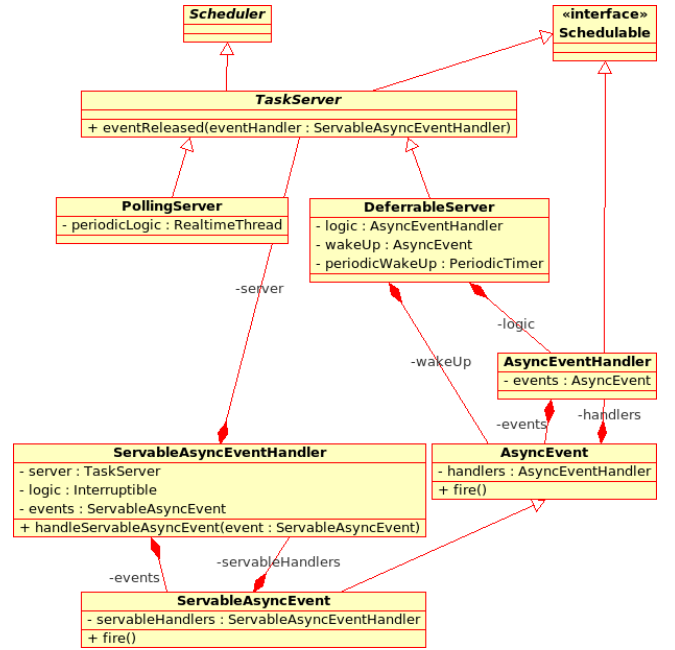 Scheduler
«interface»
Schedulable
TaskServer
+ eventReleased(eventHandler : ServableAsyncEventHandler)
PollingServer
- periodicLogic : RealtimeThread
DeferrableServer
- logic : AsyncEventHandler
- wakeUp : AsyncEvent
- periodicWakeUp : PeriodicTimer
-server
-logic
-wakeUp
AsyncEventHandler
- events : AsyncEvent
-events
-handlers
ServableAsyncEventHandler
- server : TaskServer
- logic : Interruptible
- events : ServableAsyncEvent
+ handleServableAsyncEvent(event : ServableAsyncEvent)
AsyncEvent
- handlers : AsyncEventHandler
+ fire()
-servableHandlers
-events
ServableAsyncEvent
- servableHandlers : ServableAsyncEventHandler
+ fire()